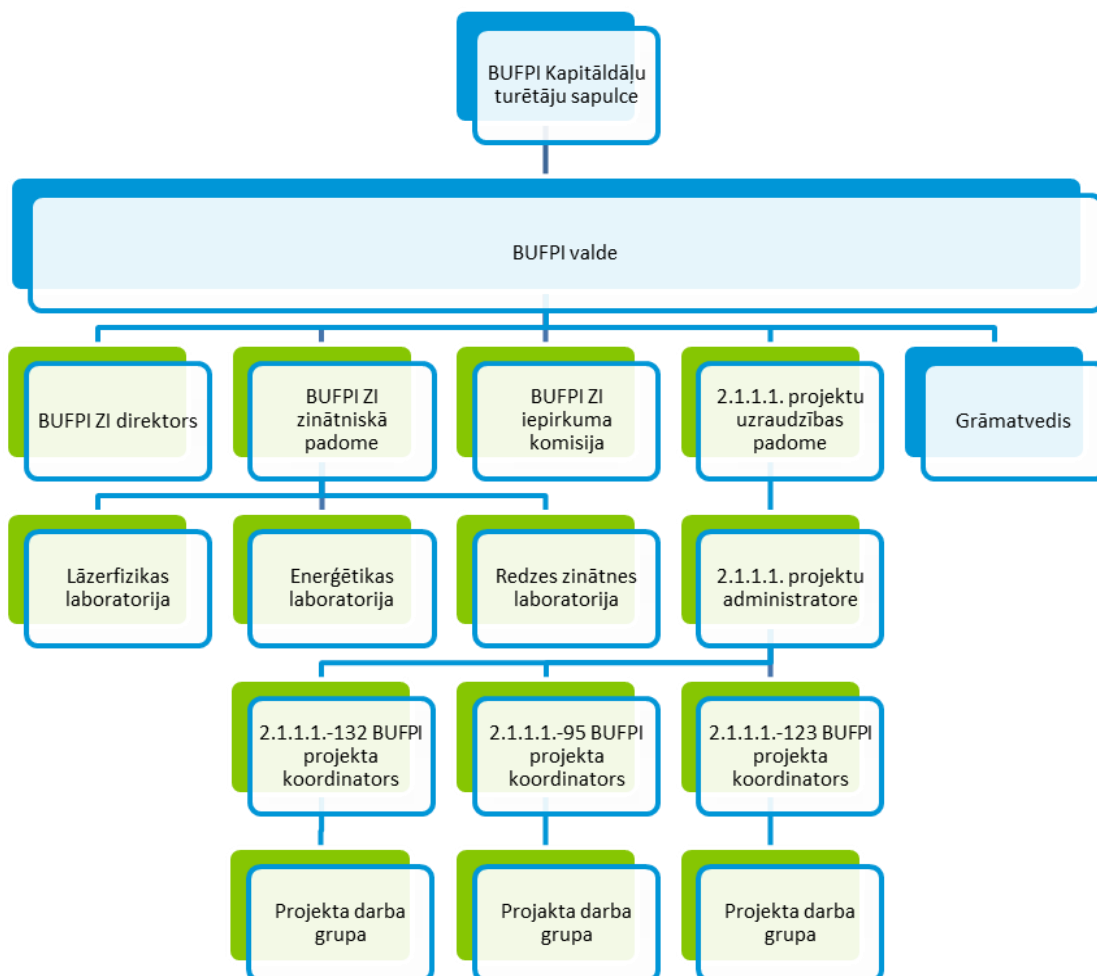 BUFPI Kapitāldāļu
turētāju sapulce
BUFPI valde
BUFPI ZI direktors
BUFPI ZI
zinātniskā
padome
BUFPI ZI
iepirkuma
komisija
2.1.1.1. projektu
uzraudzības
padome
Grāmatvedis
Lāzerfizikas
laboratorija
Enerģētikas
laboratorija
Redzes zinātnes
laboratorija
2.1.1.1. projektu
administratore
2.1.1.1.-132 BUFPI
projekta
koordinators
2.1.1.1.-95 BUFPI
projekta
koordinators
2.1.1.1.-123 BUFPI
projekta
koordinators
Projekta darba
grupa
Projakta darba
grupa
Projekta darba
grupa